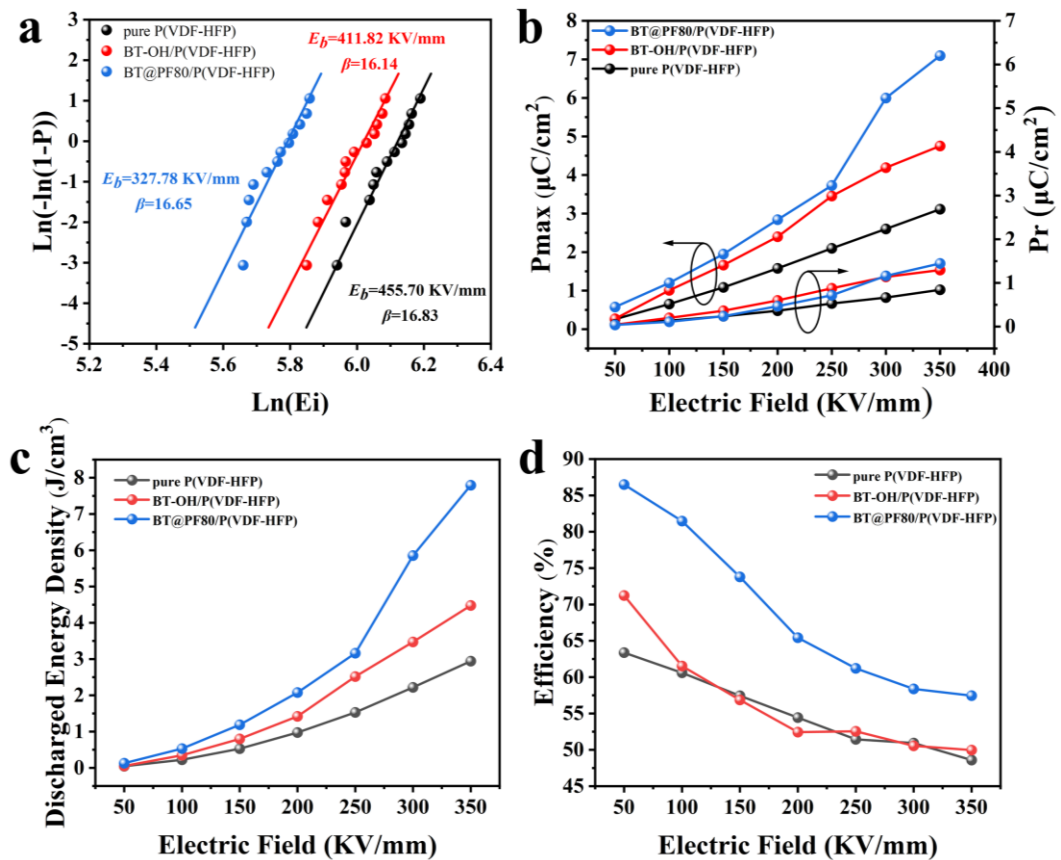 a
pure P(VDF-HFP)
BT-OH/P(VDF-HFP)
BT@PF80/P(VDF-HFP)
E_b=411.82 KV/mm
β=16.14
E_b=327.78 KV/mm
β=16.65
E_b=455.70 KV/mm
β=16.83
Ln(-ln(1-P))
2
1
0
-1
-2
-3
-4
-5
5.2 5.4 5.6 5.8 6.0 6.2 6.4
Ln(Ei)
b
BT@PF80/P(VDF-HFP)
BT-OH/P(VDF-HFP)
pure P(VDF-HFP)
Pmax (μC/cm²)
8
7
6
5
4
3
2
1
0
Pr (μC/cm²)
7
6
5
4
3
2
1
0
50 100 150 200 250 300 350 400
Electric Field (KV/mm)
c
pure P(VDF-HFP)
BT-OH/P(VDF-HFP)
BT@PF80/P(VDF-HFP)
Discharged Energy Density (J/cm³)
8
7
6
5
4
3
2
1
0
50 100 150 200 250 300 350
Electric Field (KV/mm)
d
pure P(VDF-HFP)
BT-OH/P(VDF-HFP)
BT@PF80/P(VDF-HFP)
Efficiency (%)
90
85
80
75
70
65
60
55
50
45
50 100 150 200 250 300 350
Electric Field (KV/mm)